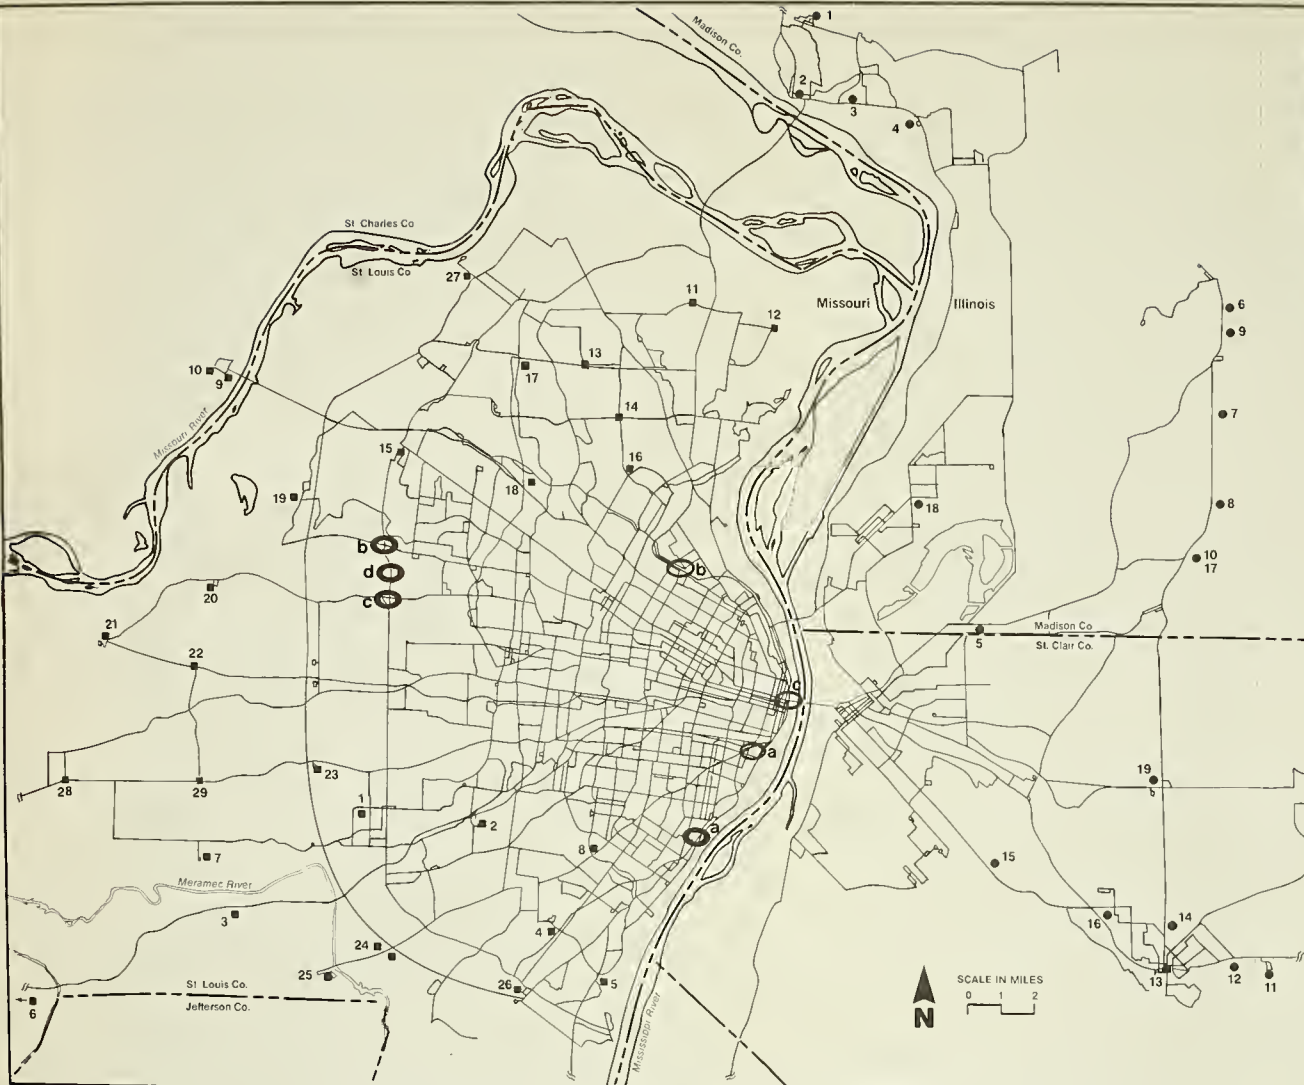 1
Madison Co.
2
3
4
St Charles Co
St Louis Co
27
11
Missouri
Illinois
12
6
9
13
10
9
17
7
14
Missouri River
15
16
18
19
18
8
b
b
d
10
17
c
20
21
Madison Co
5
St. Clair Co.
22
c
a
23
19
28
29
1
2
a
8
15
7
Meramec River
3
16
14
4
24
25
SCALE IN MILES
0 1 2
N
13
12
11
26
5
St Louis Co.
Jefferson Co.
6
Mississippi River